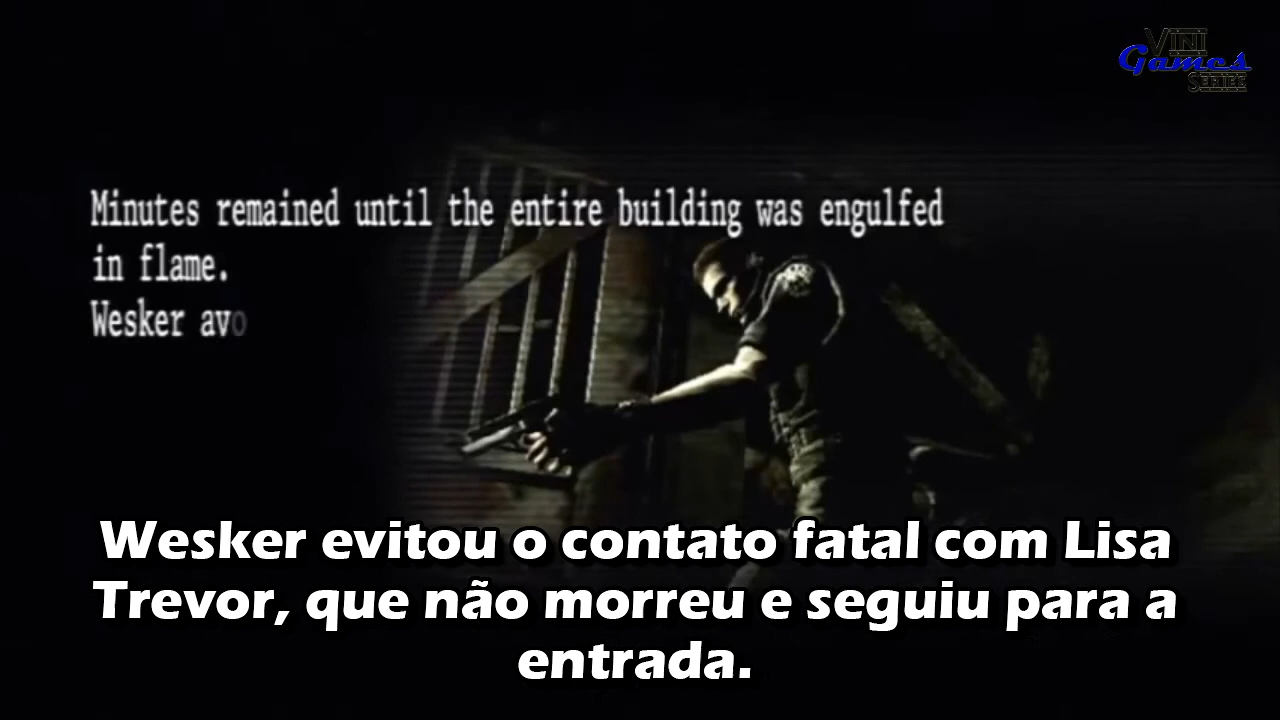 VINI
Games
SERIES
Minutes remained until the entire building was engulfed
in flame.
Wesker avo
Wesker evitou o contato fatal com Lisa
Trevor, que não morreu e seguiu para a
entrada.